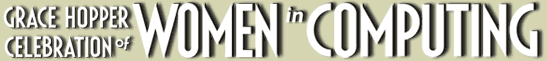 GRACE HOPPER
CELEBRATION of
WOMEN in COMPUTING